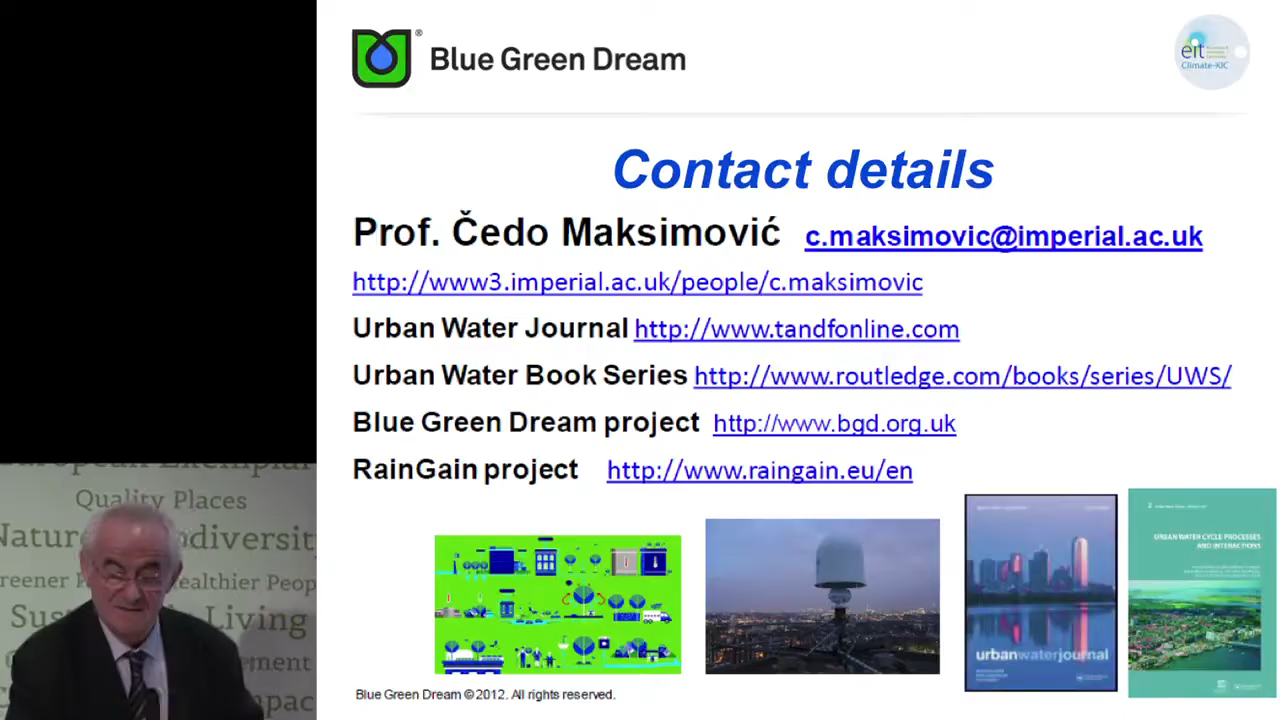 Blue Green Dream
®
eit
Climate-KIC
Contact details
Prof. Čedo Maksimović c.maksimovic@imperial.ac.uk
http://www3.imperial.ac.uk/people/c.maksimovic
Urban Water Journal http://www.tandfonline.com
Urban Water Book Series http://www.routledge.com/books/series/UWS/
Blue Green Dream project http://www.bgd.org.uk
RainGain project http://www.raingain.eu/en
Quality Places
Living
URBAN WATER CYCLE PROCESSES
AND INTERACTIONS
urbanwaterjournal
Blue Green Dream © 2012. All rights reserved.